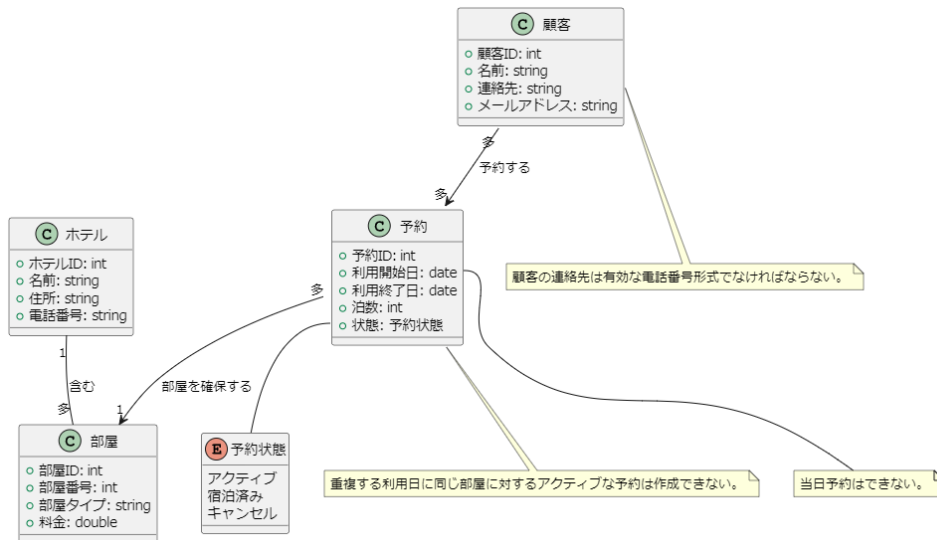 C 顧客
顧客ID: int
名前: string
連絡先: string
メールアドレス: string
多
予約する
多
C ホテル
ホテルID: int
名前: string
住所: string
電話番号: string
C 予約
予約ID: int
利用開始日: date
利用終了日: date
泊数: int
状態: 予約状態
顧客の連絡先は有効な電話番号形式でなければならない。
多
1
含む
多
部屋を確保する
1
C 部屋
部屋ID: int
部屋番号: int
部屋タイプ: string
料金: double
E 予約状態
アクティブ
宿泊済み
キャンセル
重複する利用日に同じ部屋に対するアクティブな予約は作成できない。
当日予約はできない。